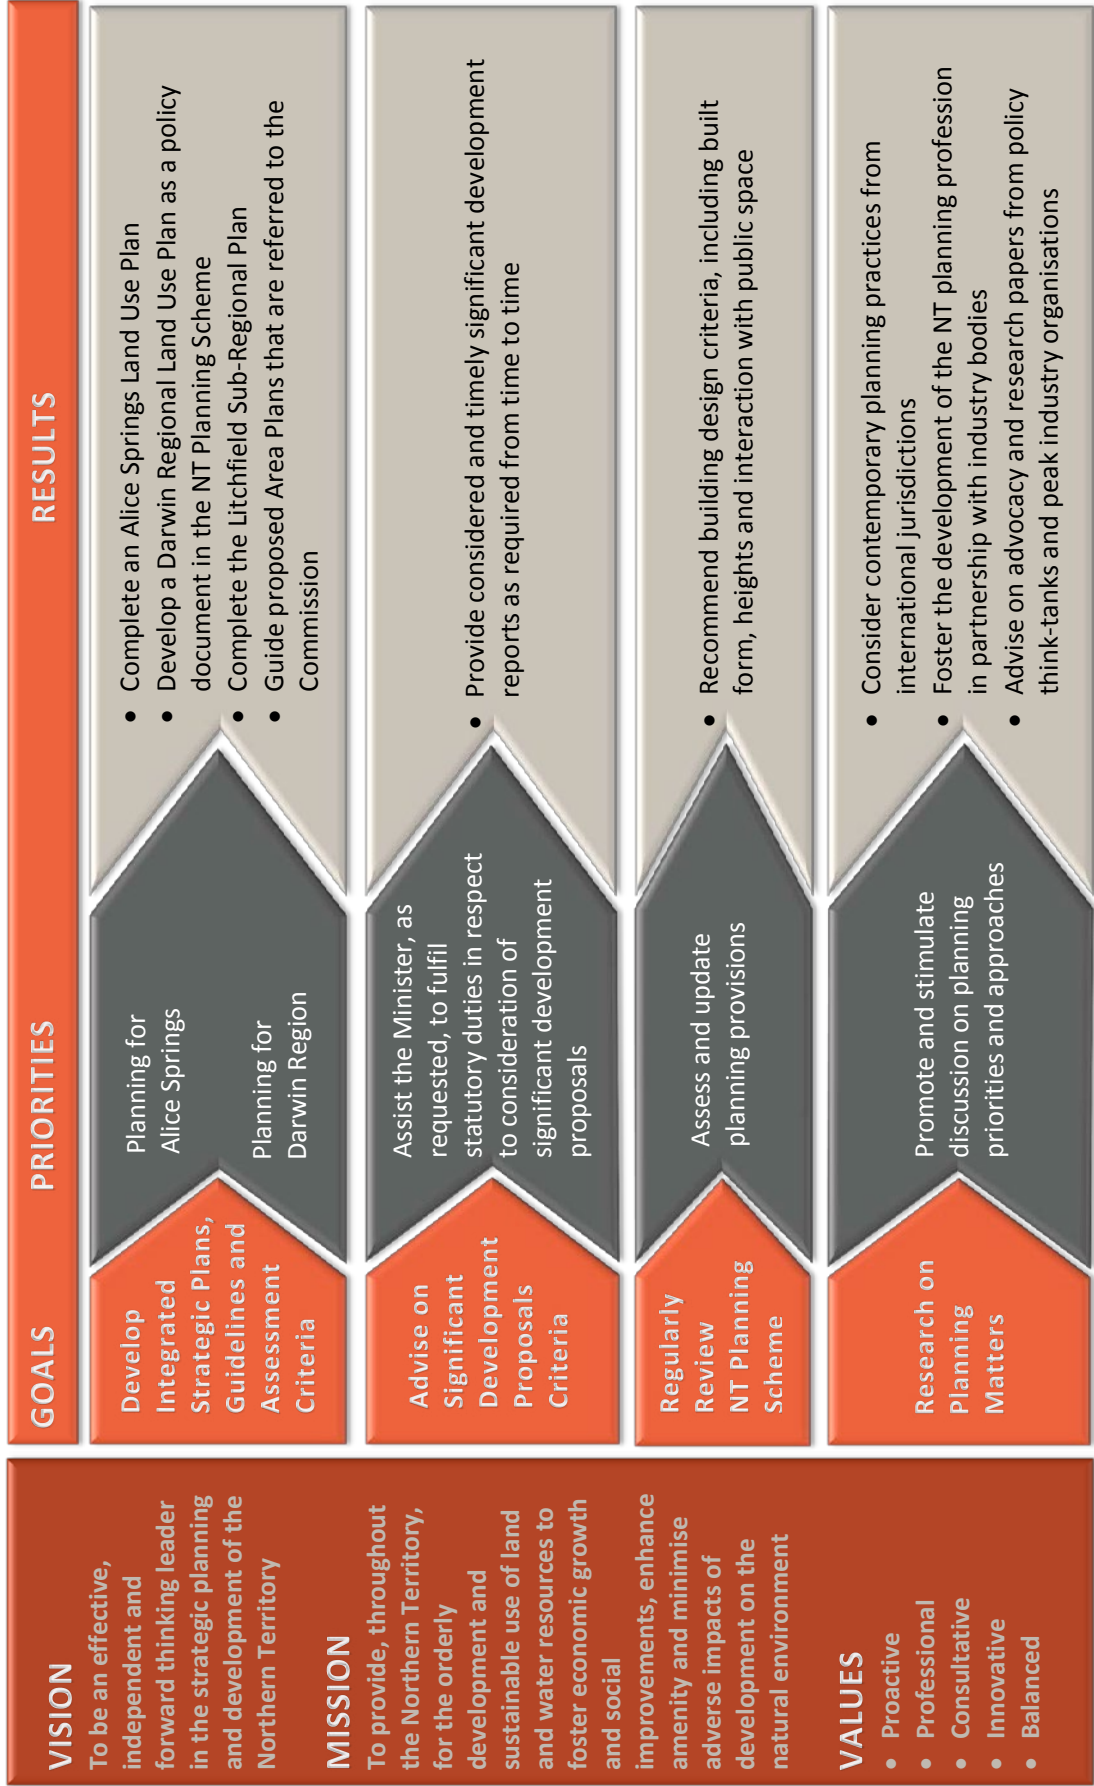 VISION
To be an effective,
independent and
forward thinking leader
in the strategic planning
and development of the
Northern Territory
MISSION
To provide, throughout
the Northern Territory,
for the orderly
development and
sustainable use of land
and water resources to
foster economic growth
and social
improvements, enhance
amenity and minimise
adverse impacts of
development on the
natural environment
VALUES
• Proactive
• Professional
• Consultative
• Innovative
• Balanced
GOALS
PRIORITIES
RESULTS
Develop
Integrated
Strategic Plans,
Guidelines and
Assessment
Criteria
Planning for
Alice Springs
Planning for
Darwin Region
• Complete an Alice Springs Land Use Plan
• Develop a Darwin Regional Land Use Plan as a policy
document in the NT Planning Scheme
• Complete the Litchfield Sub-Regional Plan
• Guide proposed Area Plans that are referred to the
Commission
Advise on
Significant
Development
Proposals
Criteria
Assist the Minister, as
requested, to fulfil
statutory duties in respect
to consideration of
significant development
proposals
• Provide considered and timely significant development
reports as required from time to time
Regularly
Review
NT Planning
Scheme
Assess and update
planning provisions
• Recommend building design criteria, including built
form, heights and interaction with public space
Research on
Planning
Matters
Promote and stimulate
discussion on planning
priorities and approaches
• Consider contemporary planning practices from
international jurisdictions
• Foster the development of the NT planning profession
in partnership with industry bodies
• Advise on advocacy and research papers from policy
think-tanks and peak industry organisations